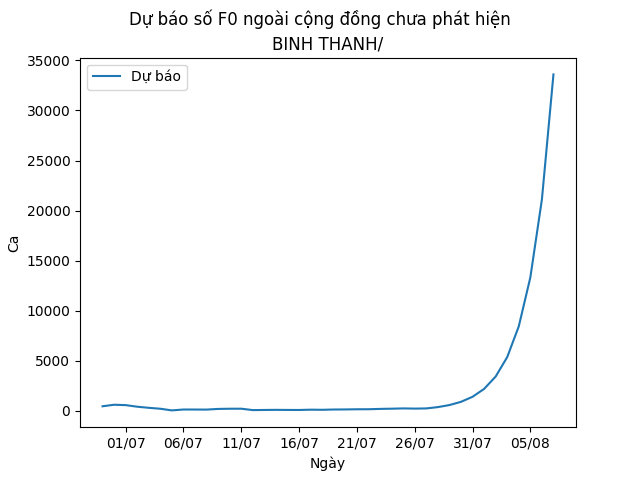 Dự báo số F0 ngoài cộng đồng chưa phát hiện
BINH THANH/
35000
30000
25000
20000
15000
10000
5000
0
Ca
Dự báo
01/07 06/07 11/07 16/07 21/07 26/07 31/07 05/08
Ngày